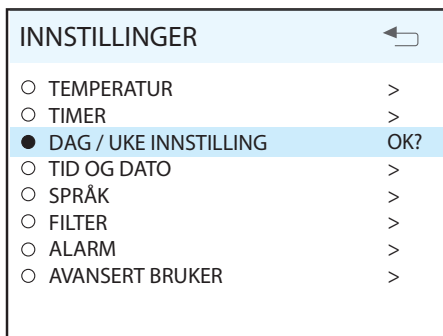 INNSTILLINGER
TEMPERATUR >
TIMER >
DAG / UKE INNSTILLING OK?
TID OG DATO >
SPRÅK >
FILTER >
ALARM >
AVANSERT BRUKER >